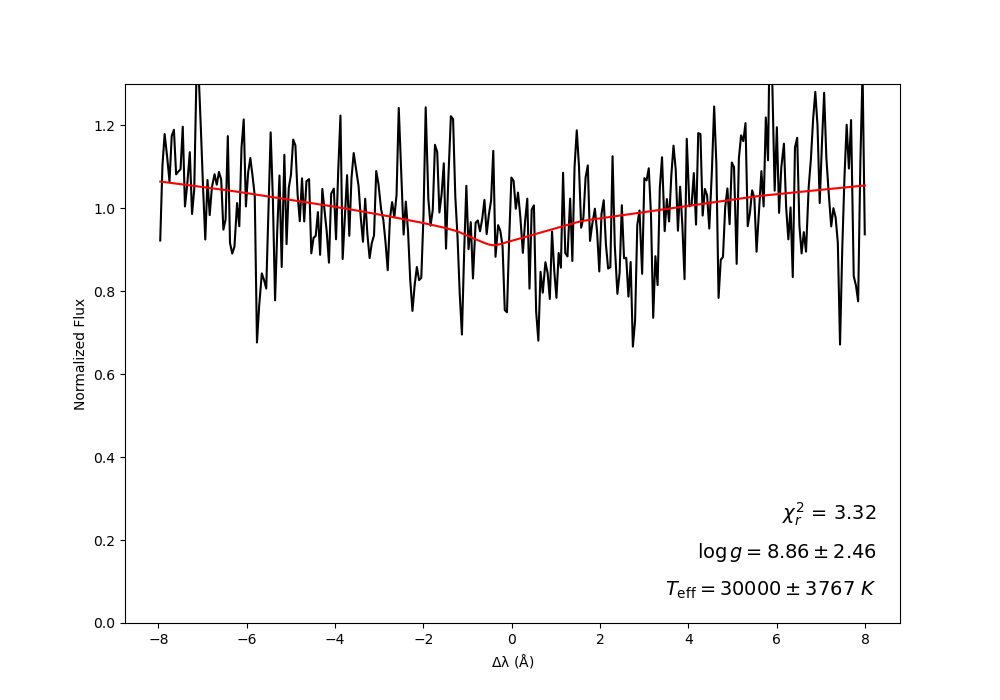 1.2
1.0
0.8
0.6
0.4
0.2
0.0
Normalized Flux
χ²ᵣ = 3.32
log g = 8.86 ± 2.46
T_eff = 30000 ± 3767 K
−8 −6 −4 −2 0 2 4 6 8
Δλ (Å)